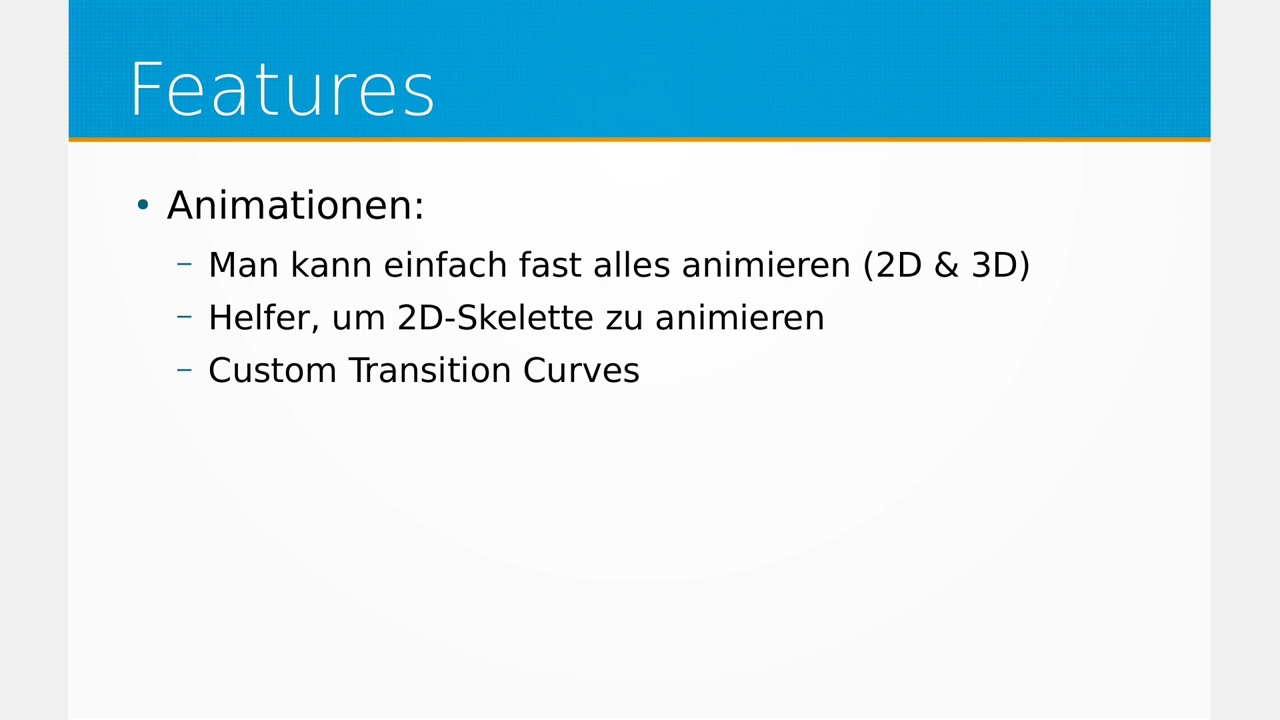 Features
• Animationen:
– Man kann einfach fast alles animieren (2D & 3D)
– Helfer, um 2D-Skelette zu animieren
– Custom Transition Curves